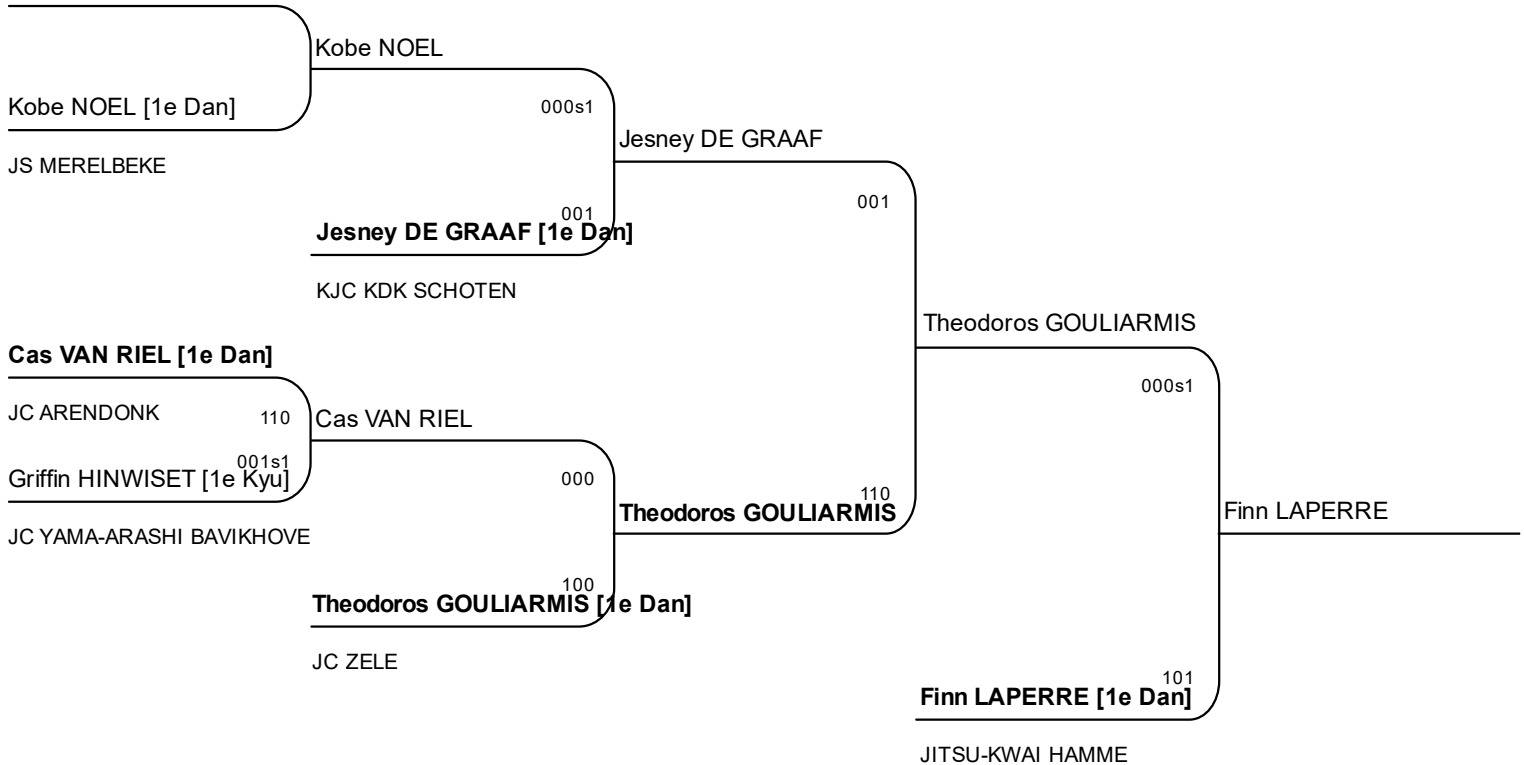 Kobe NOEL
Kobe NOEL [1e Dan]
JS MERELBEKE
000s1
Jesney DE GRAAF
001
001
Jesney DE GRAAF [1e Dan]
KJC KDK SCHOTEN
Theodoros GOULIARMIS
Cas VAN RIEL [1e Dan]
JC ARENDONK
110
Cas VAN RIEL
000s1
001s1
Griffin HINWISET [1e Kyu]
JC YAMA-ARASHI BAVIKHOVE
000
110
Theodoros GOULIARMIS
Finn LAPERRE
100
Theodoros GOULIARMIS [1e Dan]
JC ZELE
101
Finn LAPERRE [1e Dan]
JITSU-KWAI HAMME